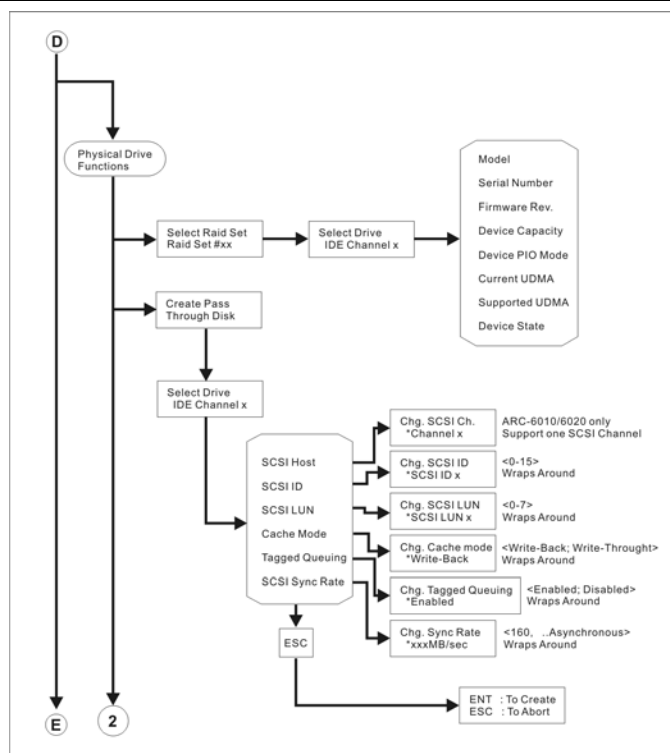 D
Physical Drive
Functions
Select Raid Set
Raid Set #xx
Select Drive
IDE Channel x
Model
Serial Number
Firmware Rev.
Device Capacity
Device PIO Mode
Current UDMA
Supported UDMA
Device State
Create Pass
Through Disk
Select Drive
IDE Channel x
SCSI Host
SCSI ID
SCSI LUN
Cache Mode
Tagged Queuing
SCSI Sync Rate
Chg. SCSI Ch.
*Channel x
ARC-6010/6020 only
Support one SCSI Channel
Chg. SCSI ID
*SCSI ID x
<0-15>
Wraps Around
Chg. SCSI LUN
*SCSI LUN x
<0-7>
Wraps Around
Chg. Cache mode
*Write-Back
<Write-Back; Write-Throught>
Wraps Around
Chg. Tagged Queuing
*Enabled
<Enabled; Disabled>
Wraps Around
Chg. Sync Rate
*xxxMB/sec
<160, ..Asynchronous>
Wraps Around
ESC
ENT : To Create
ESC : To Abort
E
2